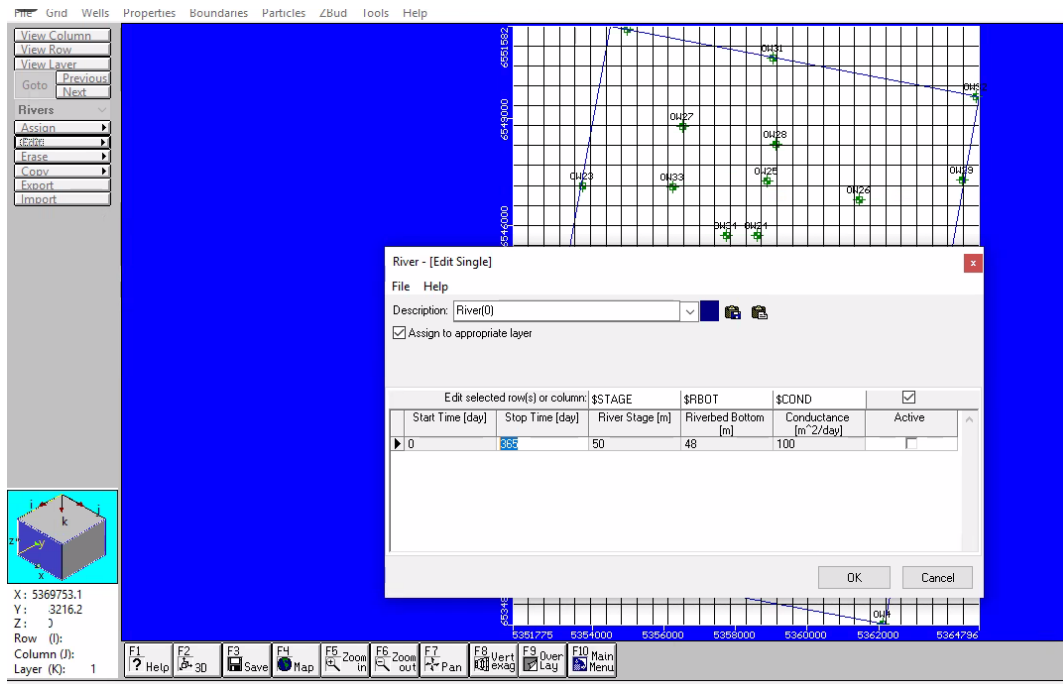 File Grid Wells Properties Boundaries Particles ZBud Tools Help
View Column
View Row
View Layer
Goto
Previous
Next
Rivers
Assign
Edit
Erase
Copy
Export
Import
6551582
6549000
6546000
OW31
OW27
OW28
OW23
OW33
OW25
OW29
OW26
OW24
River - [Edit Single]
x
File Help
Description: River(0)
Assign to appropriate layer
Edit selected row(s) or column: $STAGE $RBOT $COND
Start Time [day] Stop Time [day] River Stage [m] Riverbed Bottom [m] Conductance [m^2/day] Active
0 365 50 48 100
OK Cancel
i
j
k
z
y
x
X : 5369753.1
Y : 3216.2
Z :
Row (I):
Column (J):
Layer (K): 1
5351775 5354000 5356000 5358000 5360000 5362000 5364796
F1 ? Help F2 3D F3 Save F4 Map F5 Zoom in F6 Zoom out F7 Pan F8 Vert exag F9 Over Lay F10 Main Menu